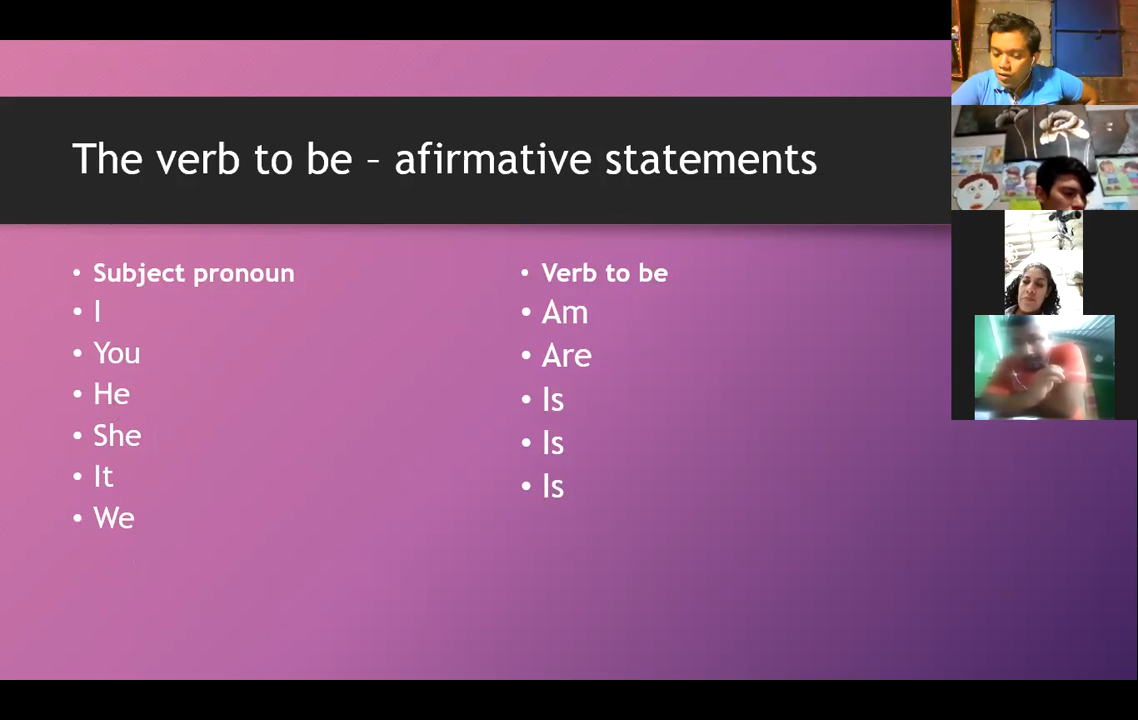 The verb to be – afirmative statements
• Subject pronoun
• I
• You
• He
• She
• It
• We
• Verb to be
• Am
• Are
• Is
• Is
• Is